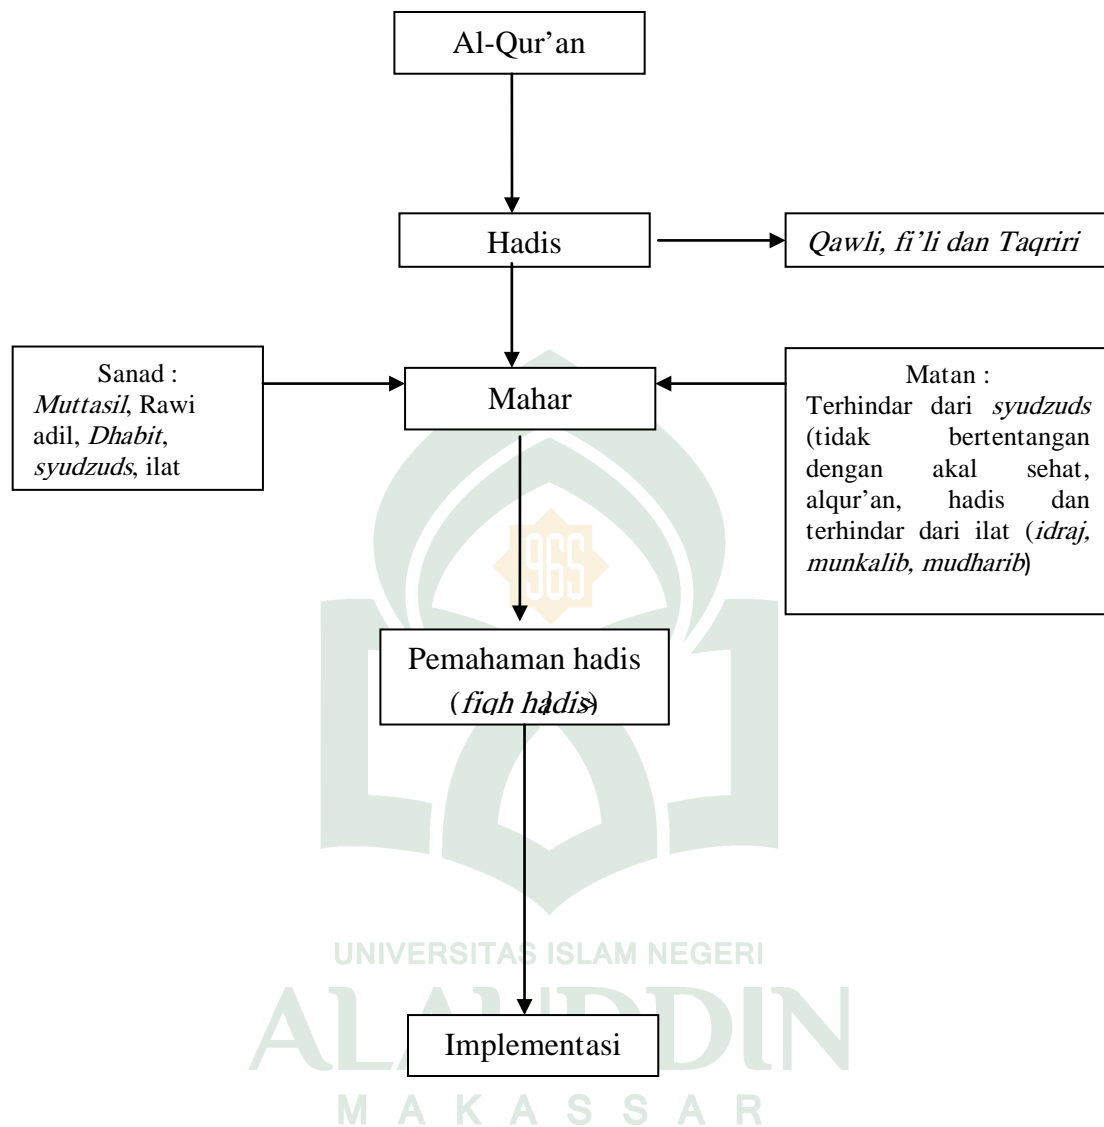 Al-Qur’an
Hadis
Qawli, fi’li dan Taqriri
Sanad :
Muttasil, Rawi
adil, Dhabit,
syudzuds, ilat
Mahar
Matan :
Terhindar dari syudzuds
(tidak bertentangan
dengan akal sehat,
alqur’an, hadis dan
terhindar dari ilat (idraj,
munkalib, mudharib)
965
Pemahaman hadis
(fiqh hadis)
UNIVERSITAS ISLAM NEGERI
ALAUDDIN
Implementasi
MAKASSAR